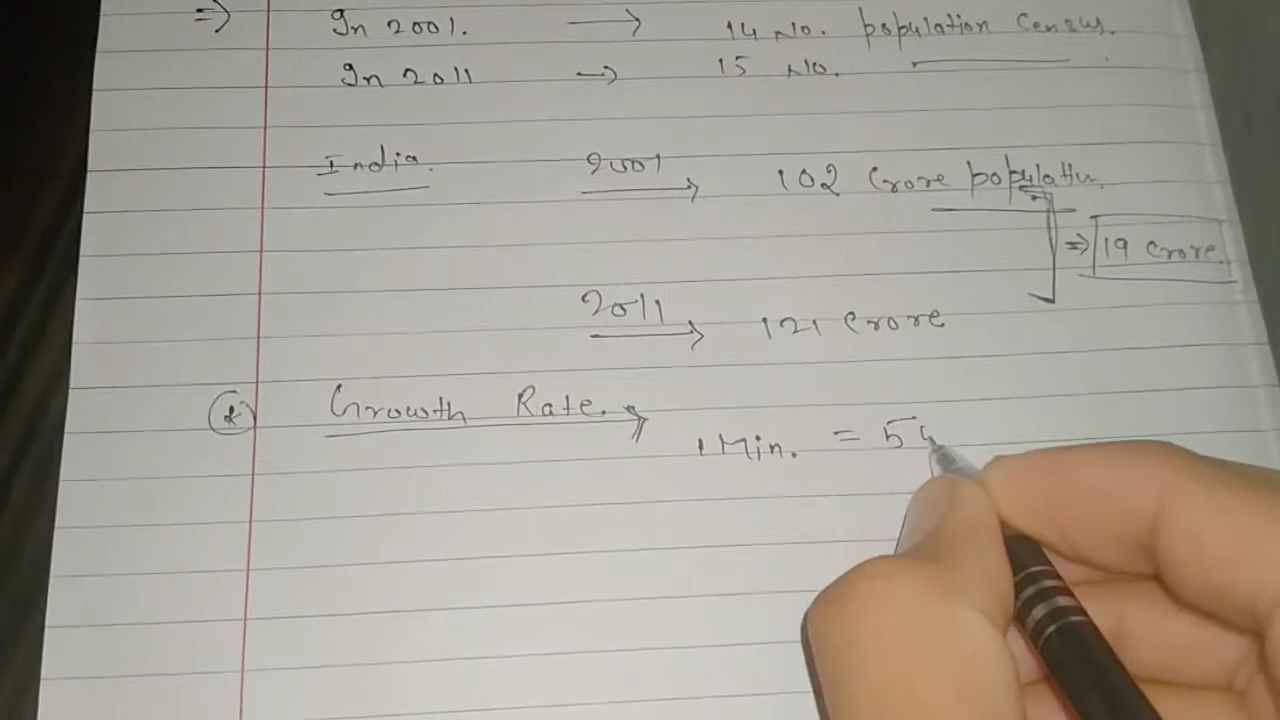 => In 2001. → 14 No. population Census.
In 2011 → 15 No.
India. 2001 → 102 Crore population
=> 19 Crore.
2011 → 121 Crore
* Growth Rate.
1 Min. = 5